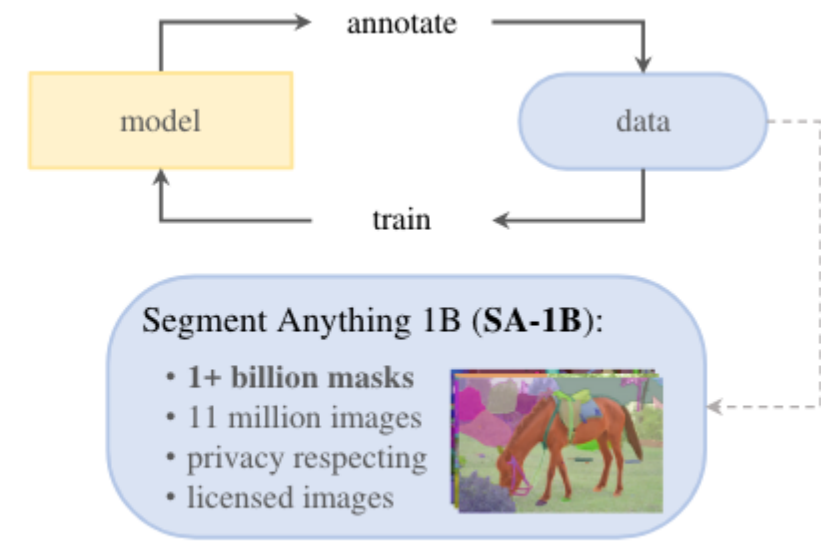 annotate
model
data
train
Segment Anything 1B (SA-1B):
• 1+ billion masks
• 11 million images
• privacy respecting
• licensed images